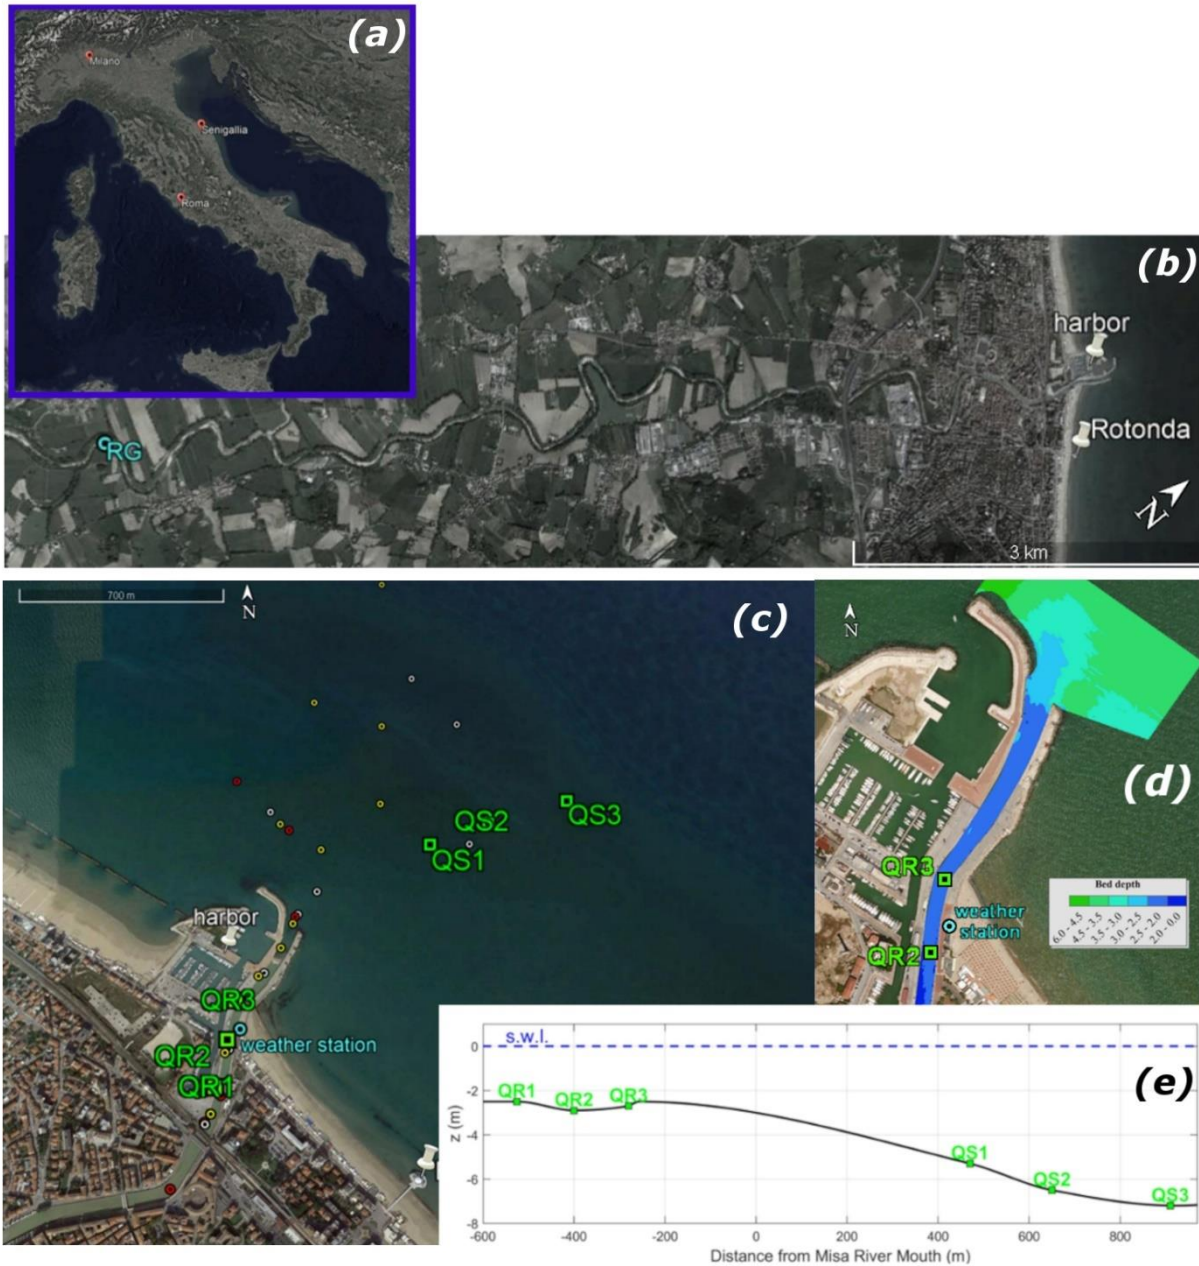 (a)
Milano
Senigallia
Roma
(b)
harbor
Rotonda
RG
N
3 km
700 m
N
(c)
QS3
QS2
QS1
harbor
QR3
weather station
QR2
QR1
N
(d)
QR3
weather
station
QR2
Bed depth
6.0 - 4.5
4.5 - 3.5
3.5 - 3.0
3.0 - 2.5
2.5 - 2.0
2.0 - 0.0
(e)
s.w.l.
0
-2
-4
-6
-8
z (m)
QR1
QR2
QR3
QS1
QS2
QS3
-600
-400
-200
0
200
400
600
800
Distance from Misa River Mouth (m)